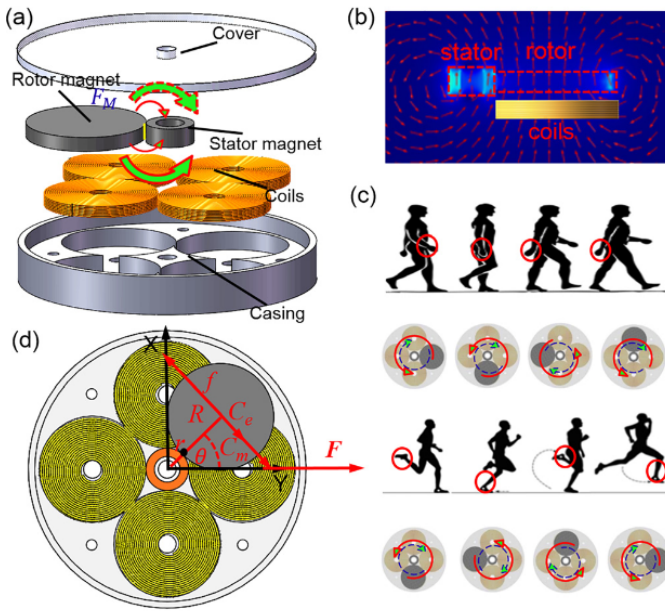 (a)
Cover
Rotor magnet
F_M
Stator magnet
Coils
Casing
(b)
stator
rotor
coils
(c)
(d)
X
f
R
C_e
r
C_m
θ
Y
F